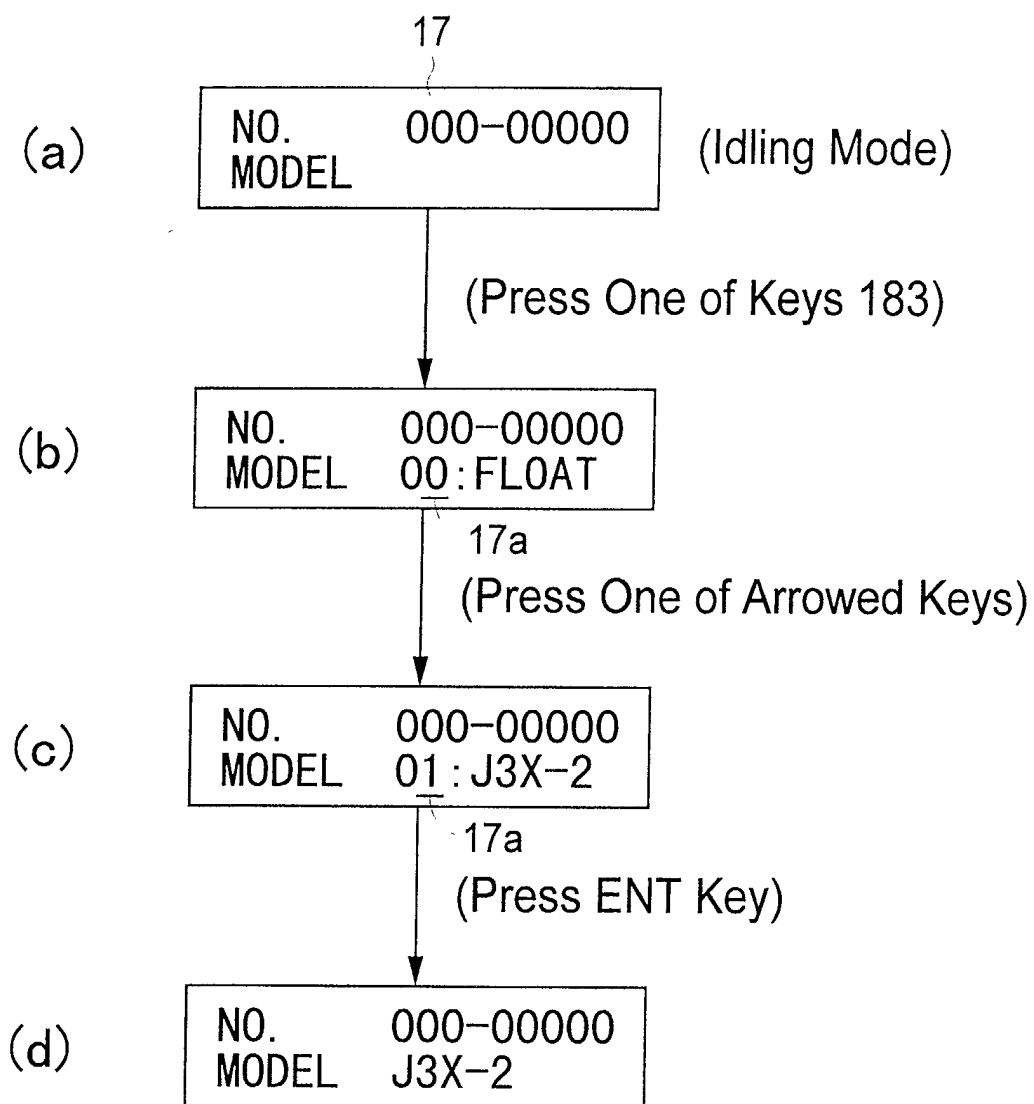 17
(a)
NO. 000-00000
MODEL
(Idling Mode)
(Press One of Keys 183)
(b)
NO. 000-00000
MODEL 00:FLOAT
17a
(Press One of Arrowed Keys)
(c)
NO. 000-00000
MODEL 01:J3X-2
17a
(Press ENT Key)
(d)
NO. 000-00000
MODEL J3X-2